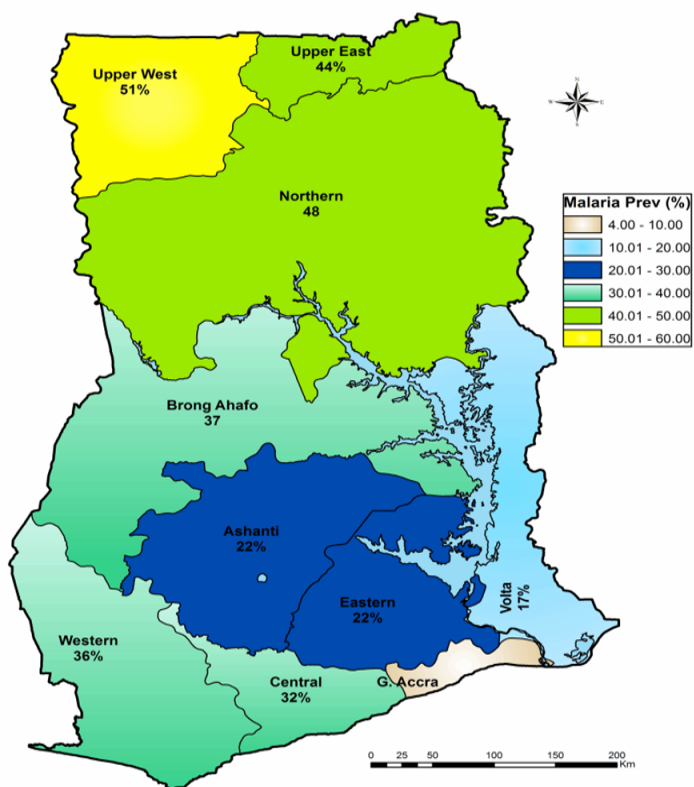 Upper East
44%
Upper West
51%
Northern
48
Malaria Prev (%)
4.00 - 10.00
10.01 - 20.00
20.01 - 30.00
30.01 - 40.00
40.01 - 50.00
50.01 - 60.00
Brong Ahafo
37
Ashanti
22%
Eastern
22%
Volta
17%
Western
36%
Central
32%
G. Accra
0 25 50 100 150 200
Km